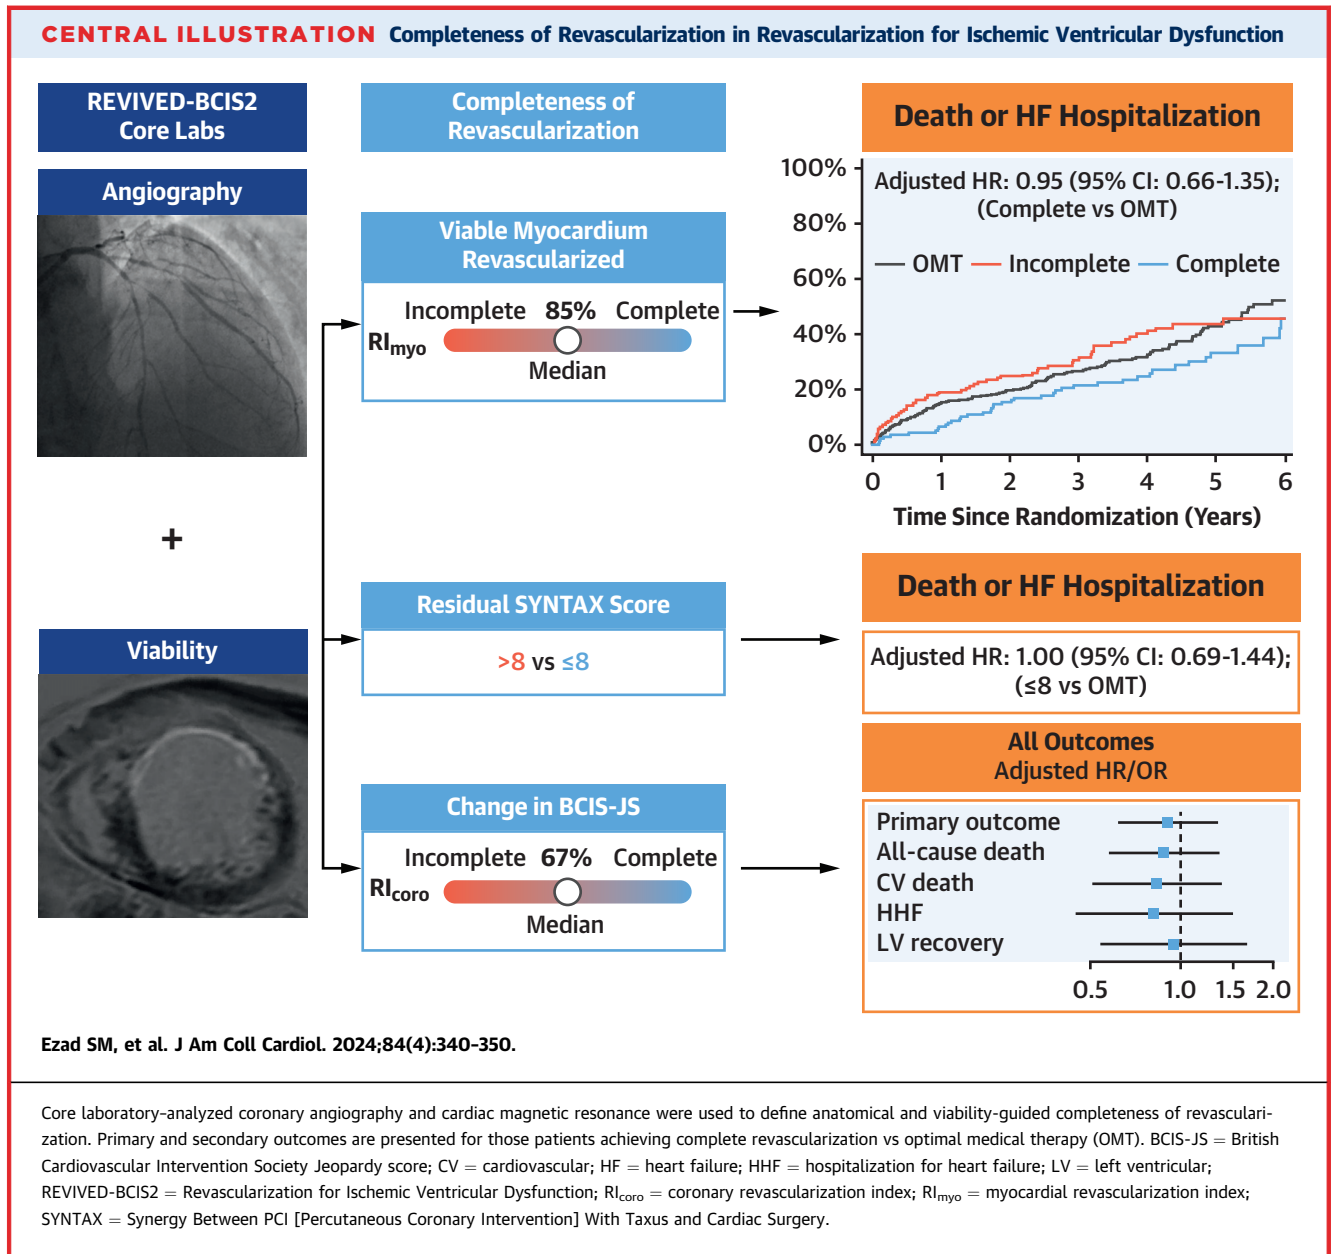 CENTRAL ILLUSTRATION Completeness of Revascularization in Revascularization for Ischemic Ventricular Dysfunction
REVIVED-BCIS2
Core Labs
Angiography
+
Viability
Completeness of
Revascularization
Viable Myocardium
Revascularized
Incomplete 85% Complete
RImyo
Median
Residual SYNTAX Score
>8 vs ≤8
Change in BCIS-JS
Incomplete 67% Complete
RIcoro
Median
Death or HF Hospitalization
Adjusted HR: 0.95 (95% CI: 0.66-1.35);
(Complete vs OMT)
OMT Incomplete Complete
100%
80%
60%
40%
20%
0%
0 1 2 3 4 5 6
Time Since Randomization (Years)
Death or HF Hospitalization
Adjusted HR: 1.00 (95% CI: 0.69-1.44);
(≤8 vs OMT)
All Outcomes
Adjusted HR/OR
Primary outcome
All-cause death
CV death
HHF
LV recovery
0.5 1.0 1.5 2.0
Ezad SM, et al. J Am Coll Cardiol. 2024;84(4):340–350.
Core laboratory–analyzed coronary angiography and cardiac magnetic resonance were used to define anatomical and viability-guided completeness of revasculari-
zation. Primary and secondary outcomes are presented for those patients achieving complete revascularization vs optimal medical therapy (OMT). BCIS-JS = British
Cardiovascular Intervention Society Jeopardy score; CV = cardiovascular; HF = heart failure; HHF = hospitalization for heart failure; LV = left ventricular;
REVIVED-BCIS2 = Revascularization for Ischemic Ventricular Dysfunction; RIcoro = coronary revascularization index; RImyo = myocardial revascularization index;
SYNTAX = Synergy Between PCI [Percutaneous Coronary Intervention] With Taxus and Cardiac Surgery.